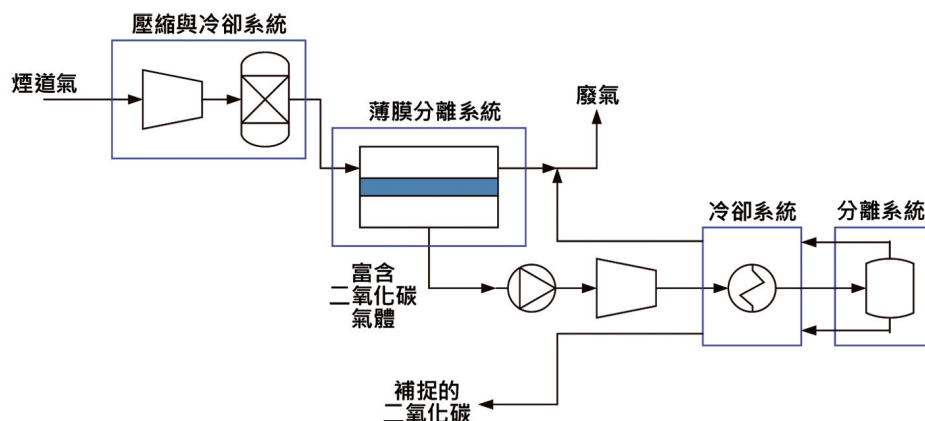 壓縮與冷卻系統
煙道氣
薄膜分離系統
廢氣
冷卻系統
分離系統
富含
二氧化碳
氣體
補捉的
二氧化碳